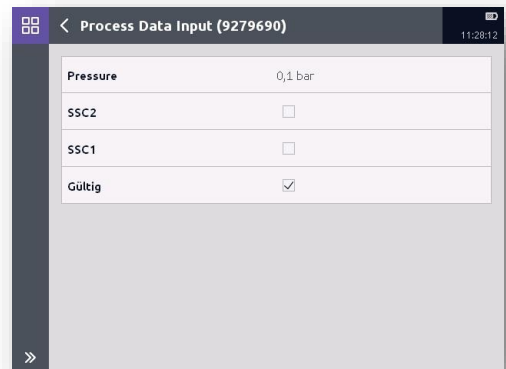 Process Data Input (9279690)
11:28:12
Pressure 0,1 bar
SSC2
SSC1
Gültig